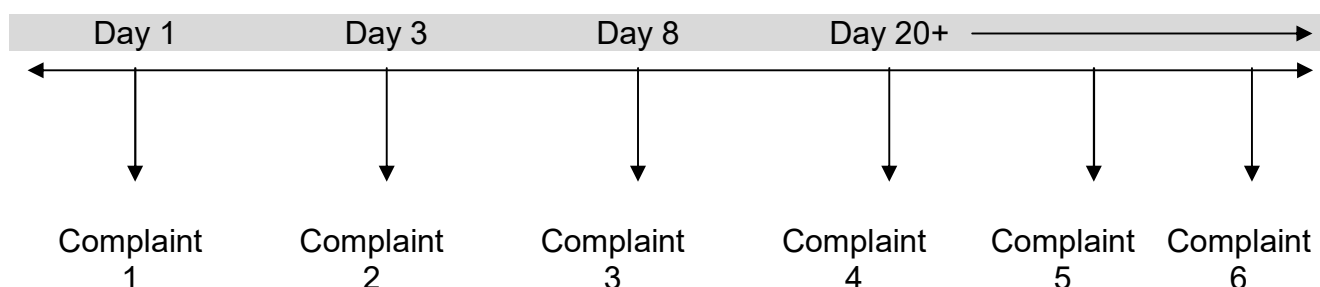 Day 1 Day 3 Day 8 Day 20+
Complaint Complaint Complaint Complaint Complaint Complaint
1 2 3 4 5 6